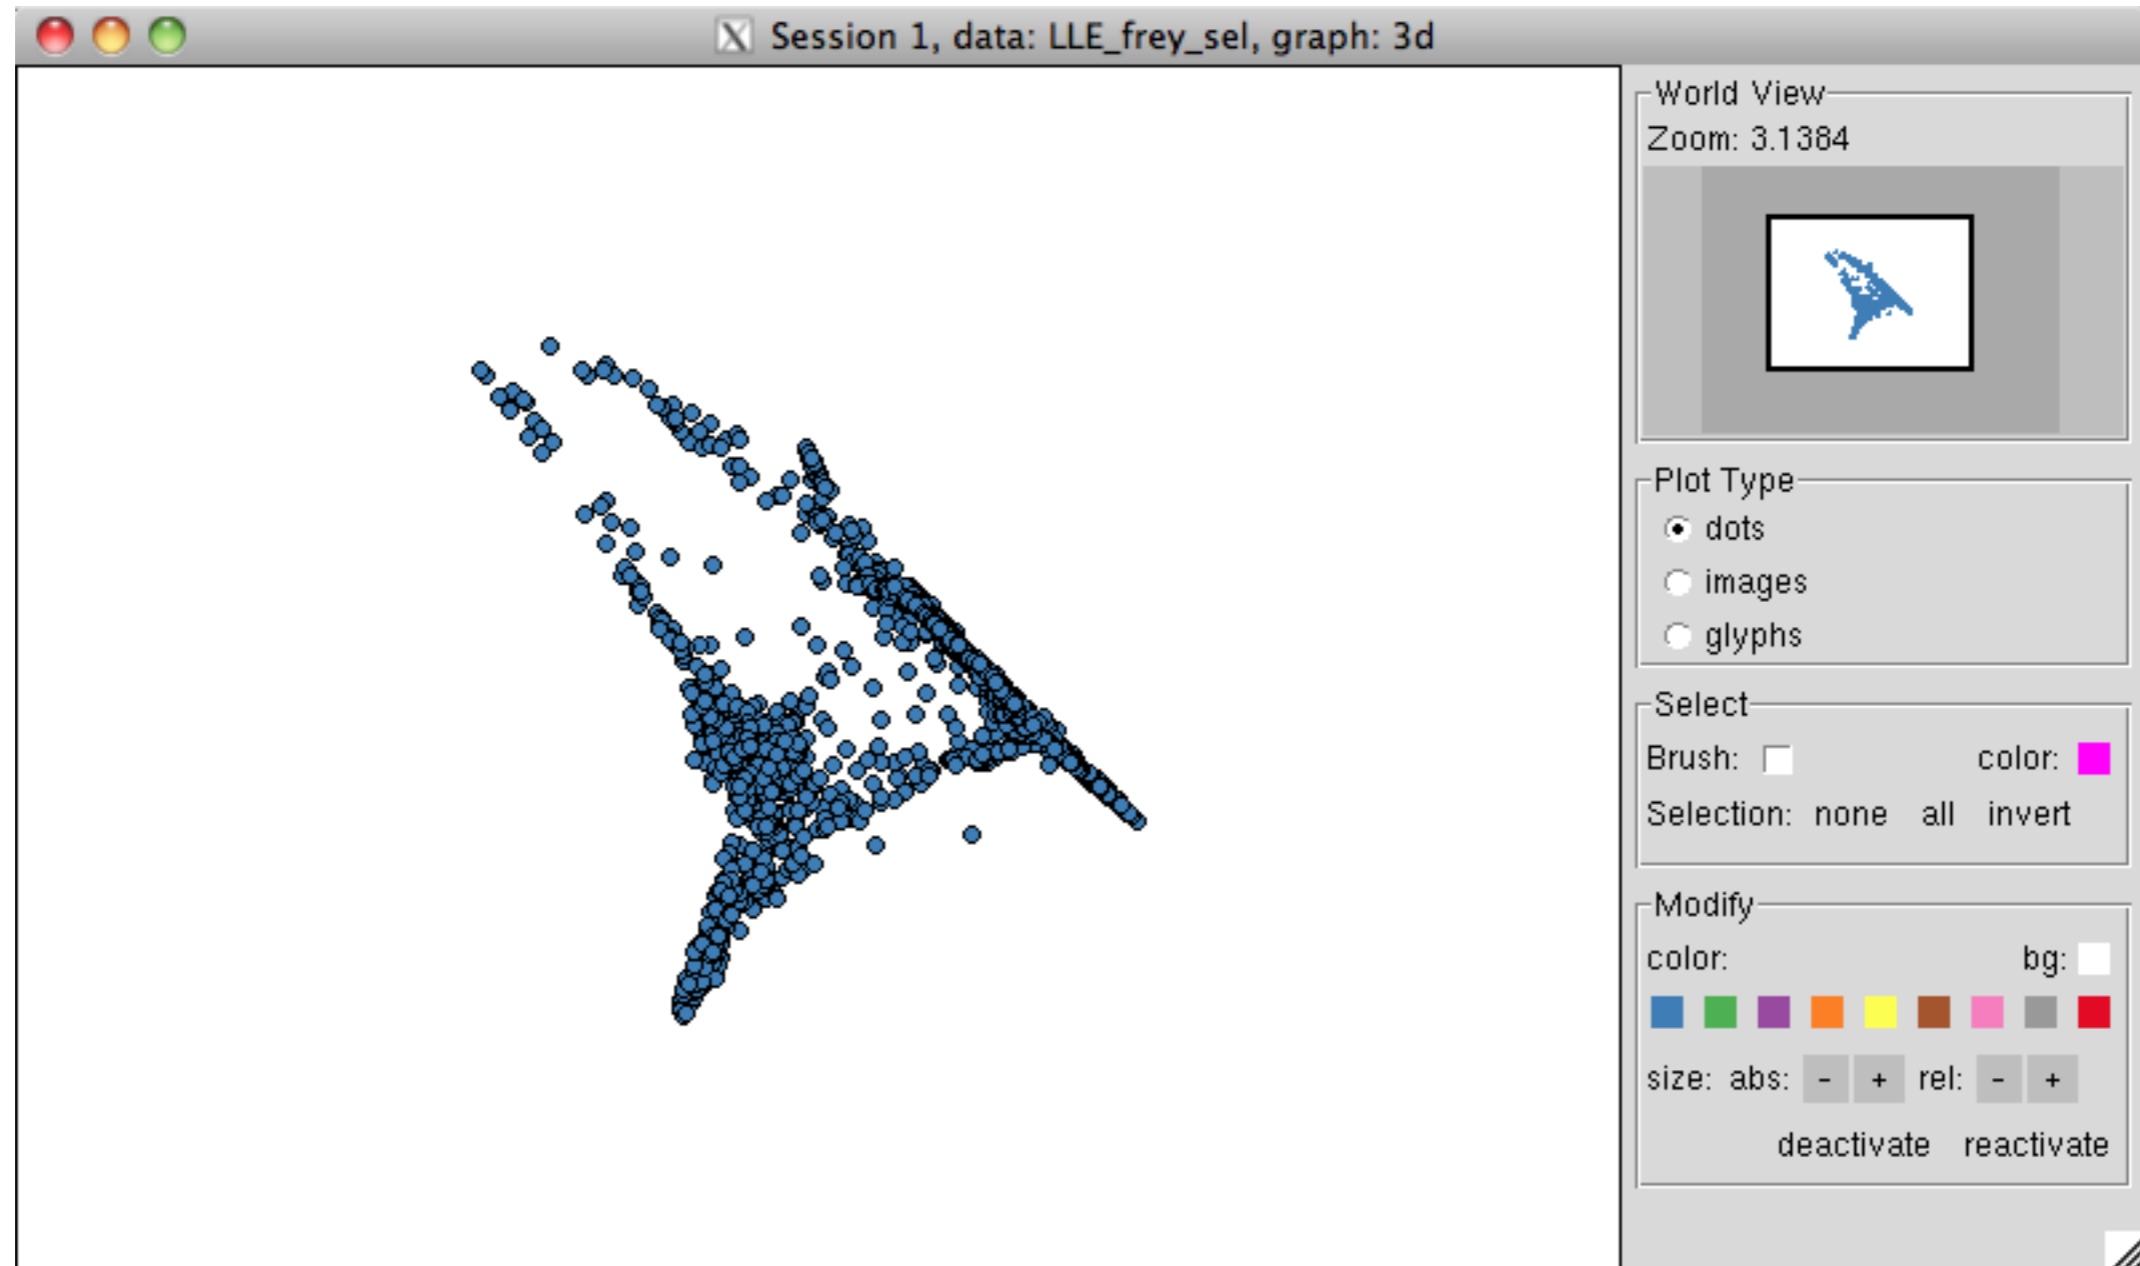 Session 1, data: LLE_frey_sel, graph: 3d
World View
Zoom: 3.1384
Plot Type
dots
images
glyphs
Select
Brush: color:
Selection: none all invert
Modify
color: bg:
size: abs: - + rel: - +
deactivate reactivate